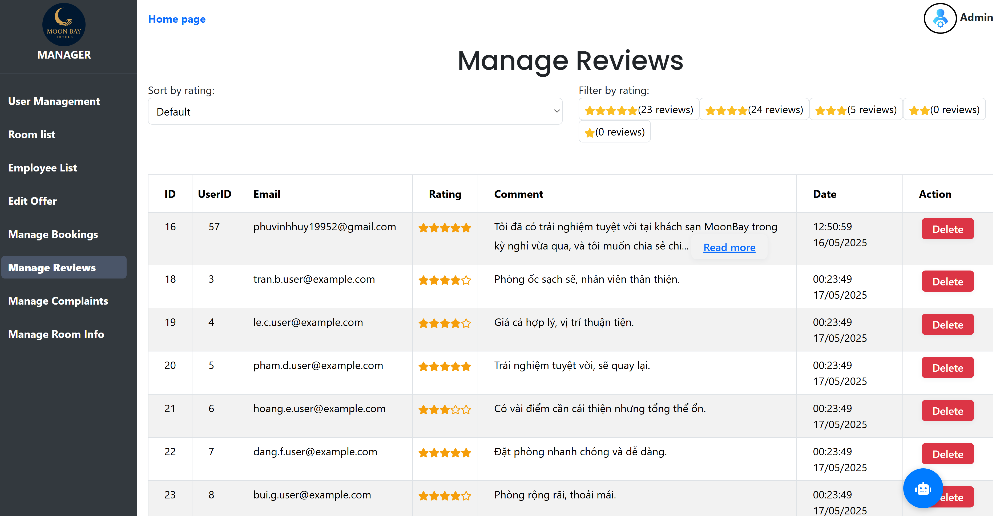 MOON BAY
HOTELS
MANAGER
User Management
Room list
Employee List
Edit Offer
Manage Bookings
Manage Reviews
Manage Complaints
Manage Room Info
Home page
Admin
Manage Reviews
Sort by rating:
Default
Filter by rating:
(23 reviews) (24 reviews) (5 reviews) (0 reviews)
(0 reviews)
ID UserID Email Rating Comment Date Action
16 57 phuvinhhuy19952@gmail.com Tôi đã có trải nghiệm tuyệt vời tại khách sạn MoonBay trong 12:50:59 Delete
kỳ nghỉ vừa qua, và tôi muốn chia sẻ chi... Read more 16/05/2025
18 3 tran.b.user@example.com Phòng ốc sạch sẽ, nhân viên thân thiện. 00:23:49 Delete
17/05/2025
19 4 le.c.user@example.com Giá cả hợp lý, vị trí thuận tiện. 00:23:49 Delete
17/05/2025
20 5 pham.d.user@example.com Trải nghiệm tuyệt vời, sẽ quay lại. 00:23:49 Delete
17/05/2025
21 6 hoang.e.user@example.com Có vài điểm cần cải thiện nhưng tổng thể ổn. 00:23:49 Delete
17/05/2025
22 7 dang.f.user@example.com Đặt phòng nhanh chóng và dễ dàng. 00:23:49 Delete
17/05/2025
23 8 bui.g.user@example.com Phòng rộng rãi, thoải mái. 00:23:49 elete
17/05/2025